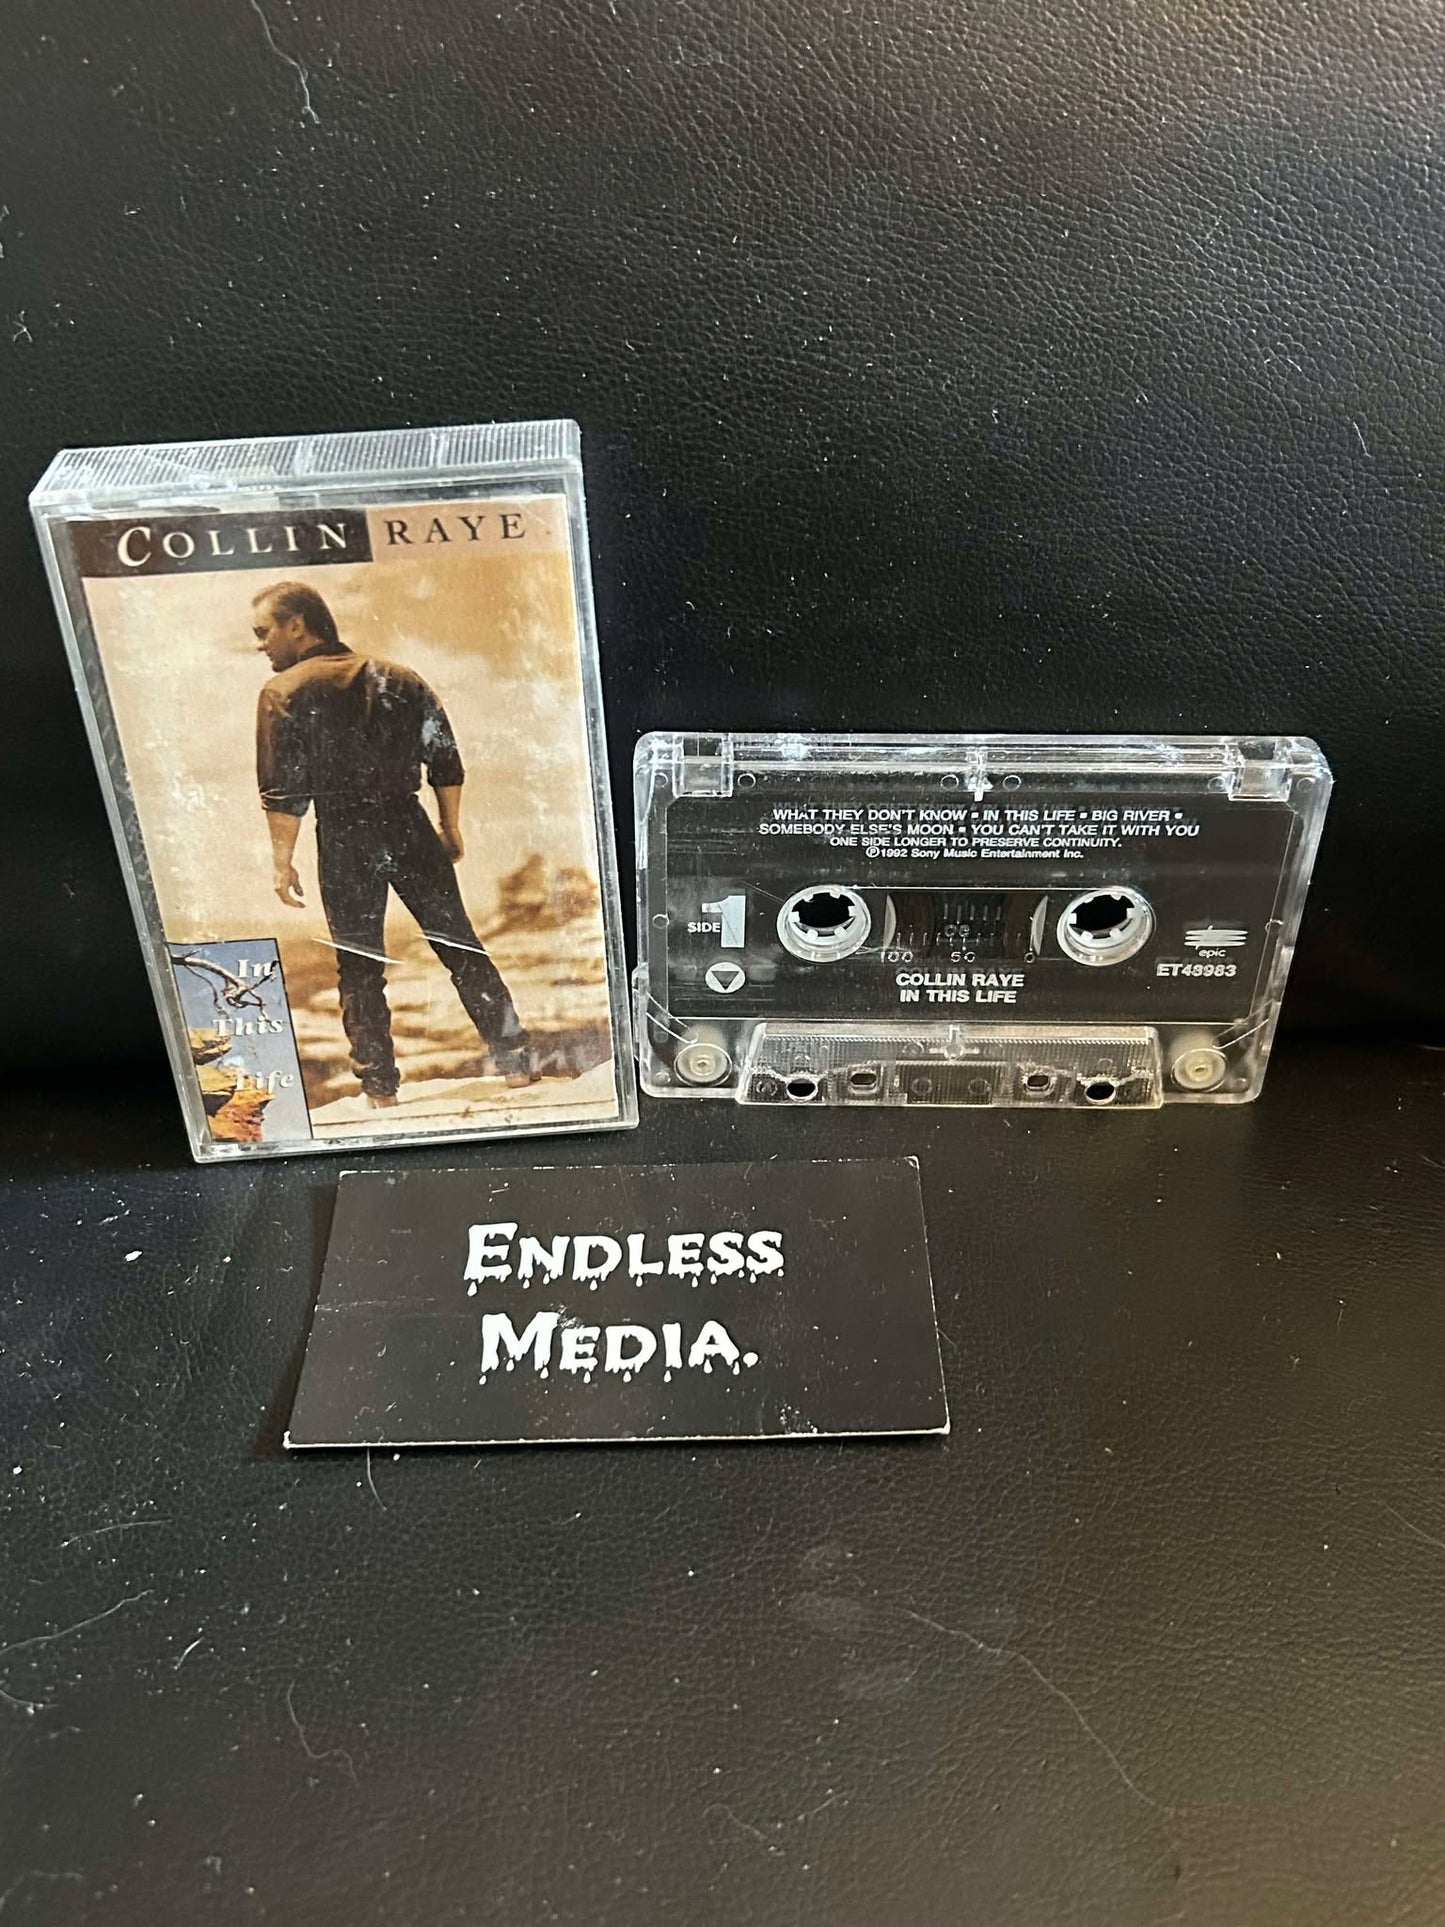 COLLIN RAYE
In
This
Life
WHAT THEY DON'T KNOW ▪ IN THIS LIFE ▪ BIG RIVER ▪
SOMEBODY ELSE'S MOON ▪ YOU CAN'T TAKE IT WITH YOU
ONE SIDE LONGER TO PRESERVE CONTINUITY.
Ⓟ1992 Sony Music Entertainment Inc.
SIDE 1
100 50 0
epic
ET48983
COLLIN RAYE
IN THIS LIFE
ENDLESS
MEDIA.